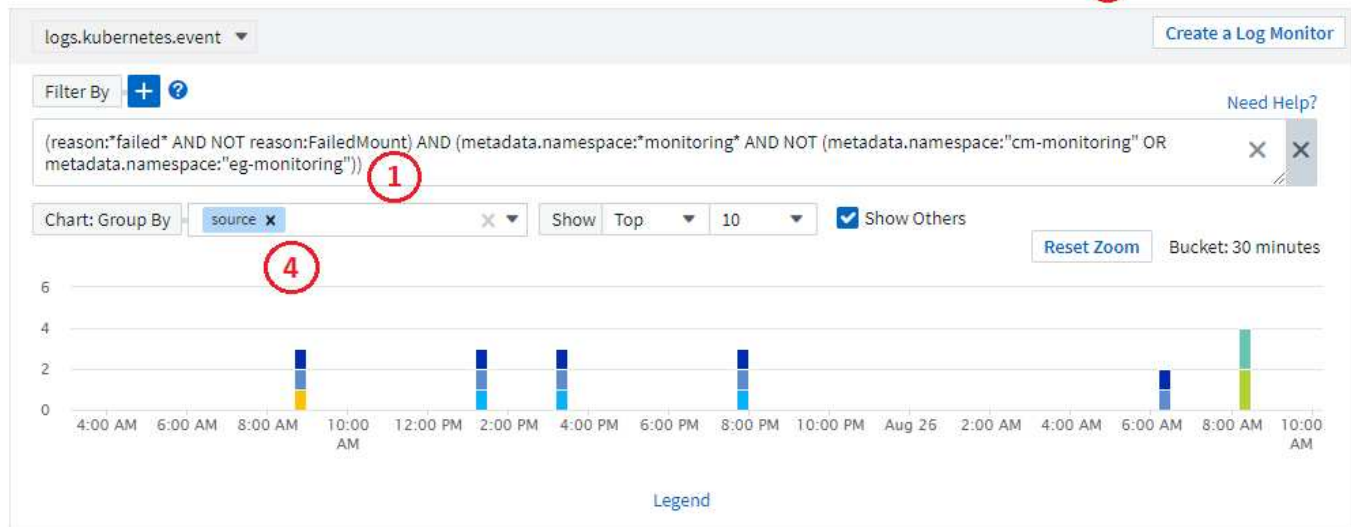 logs.kubernetes.event
Create a Log Monitor
Filter By + ?
Need Help?
(reason:*failed* AND NOT reason:FailedMount) AND (metadata.namespace:*monitoring* AND NOT (metadata.namespace:"cm-monitoring" OR
metadata.namespace:"eg-monitoring"))
1
Chart: Group By source x Show Top 10 Show Others
4
Reset Zoom Bucket: 30 minutes
6
4
2
0
4:00 AM 6:00 AM 8:00 AM 10:00 AM 12:00 PM 2:00 PM 4:00 PM 6:00 PM 8:00 PM 10:00 PM Aug 26 2:00 AM 4:00 AM 6:00 AM 8:00 AM 10:00 AM
Legend